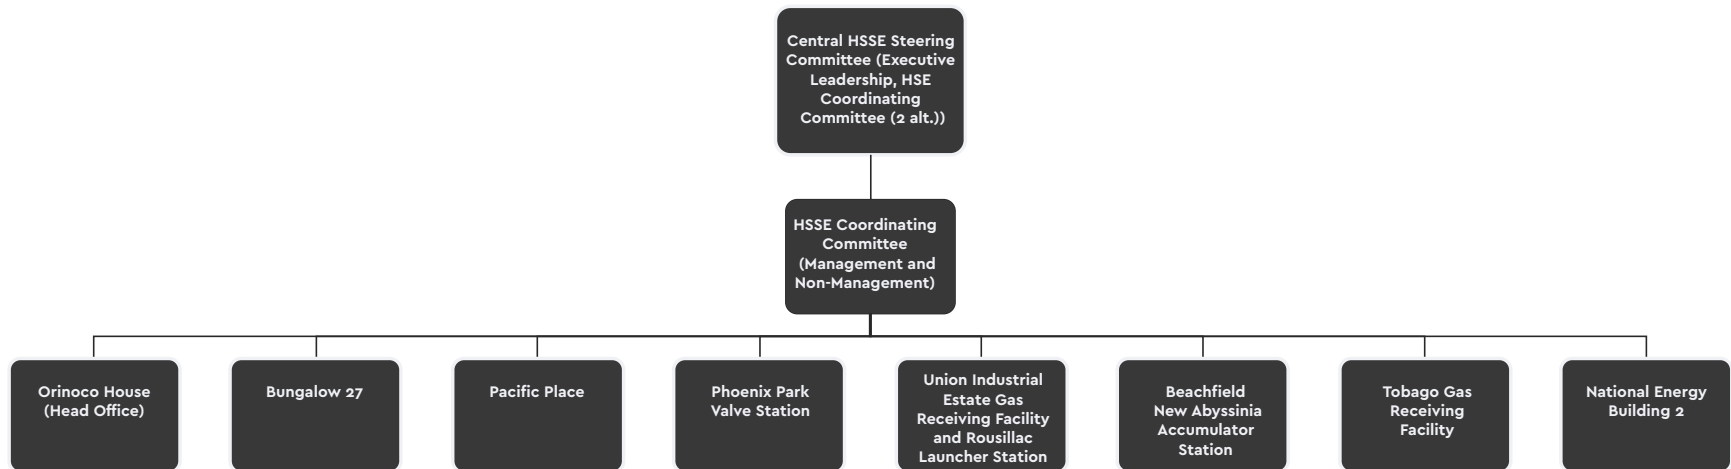 Central HSSE Steering
Committee (Executive
Leadership, HSE
Coordinating
Committee (2 alt.))
HSSE Coordinating
Committee
(Management and
Non-Management)
Orinoco House
(Head Office)
Bungalow 27
Pacific Place
Phoenix Park
Valve Station
Union Industrial
Estate Gas
Receiving Facility
and Rousillac
Launcher Station
Beachfield
New Abyssinia
Accumulator
Station
Tobago Gas
Receiving
Facility
National Energy
Building 2